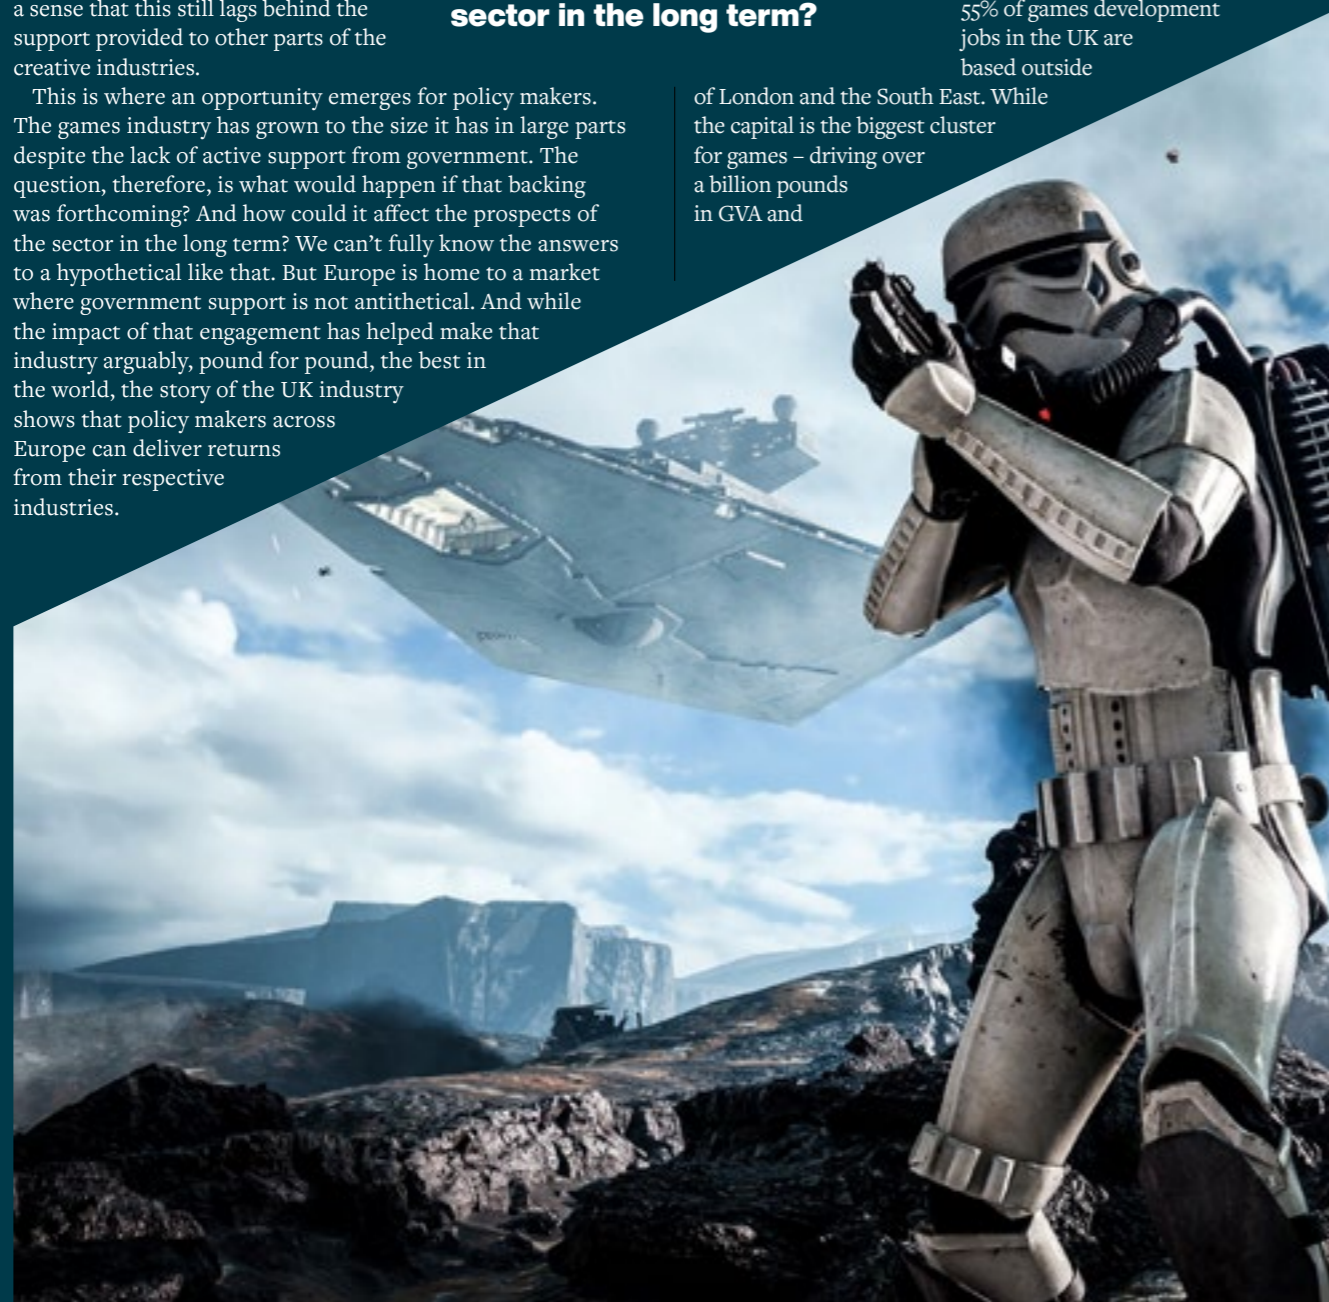 a sense that this still lags behind the
support provided to other parts of the
creative industries.
This is where an opportunity emerges for policy makers.
The games industry has grown to the size it has in large parts
despite the lack of active support from government. The
question, therefore, is what would happen if that backing
was forthcoming? And how could it affect the prospects of
the sector in the long term? We can’t fully know the answers
to a hypothetical like that. But Europe is home to a market
where government support is not antithetical. And while
the impact of that engagement has helped make that
industry arguably, pound for pound, the best in
the world, the story of the UK industry
shows that policy makers across
Europe can deliver returns
from their respective
industries.
sector in the long term?
55% of games development
jobs in the UK are
based outside
of London and the South East. While
the capital is the biggest cluster
for games – driving over
a billion pounds
in GVA and